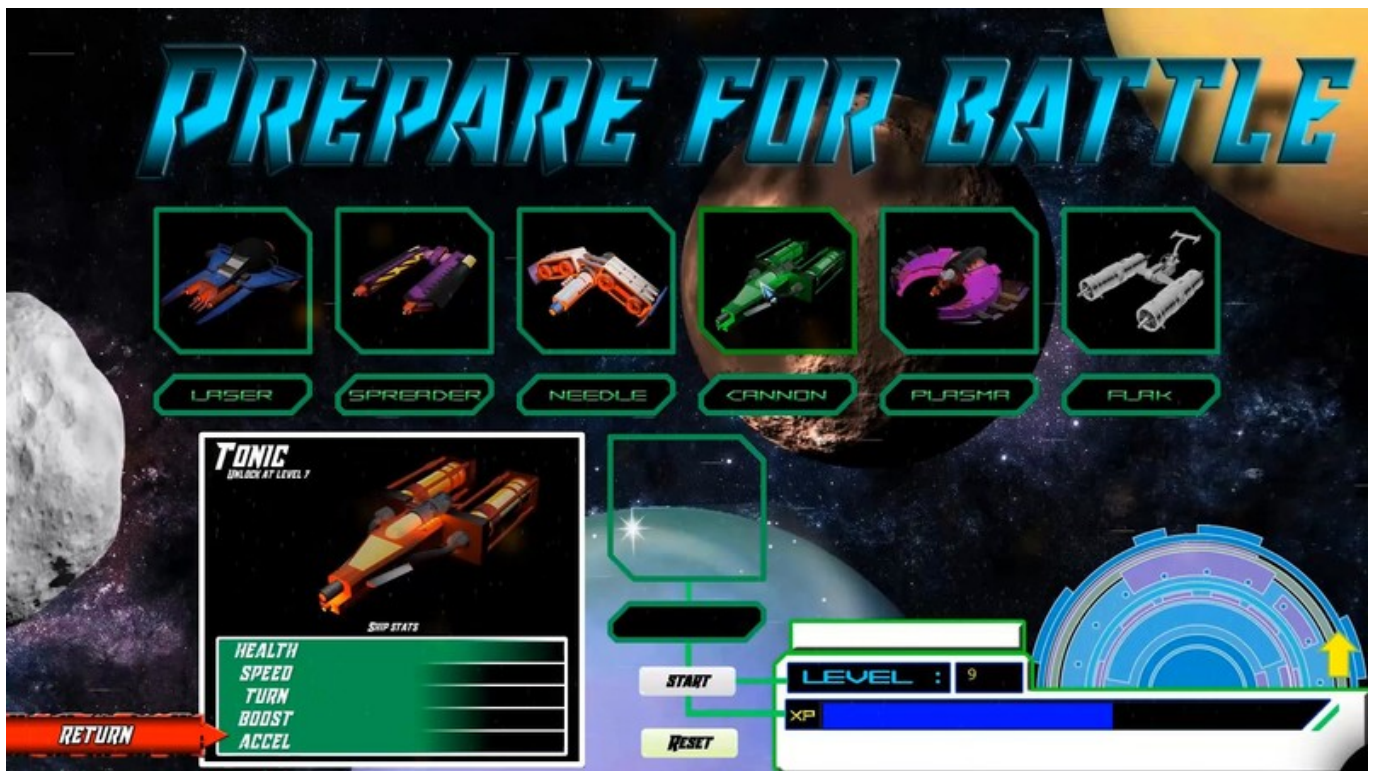 PREPARE FOR BATTLE
LASER
SPREADER
NEEDLE
CANNON
PLASMA
FLAK
TONIC
UNLOCK AT LEVEL 7
SHIP STATS
HEALTH
SPEED
TURN
BOOST
ACCEL
RETURN
START
RESET
LEVEL : 9
XP